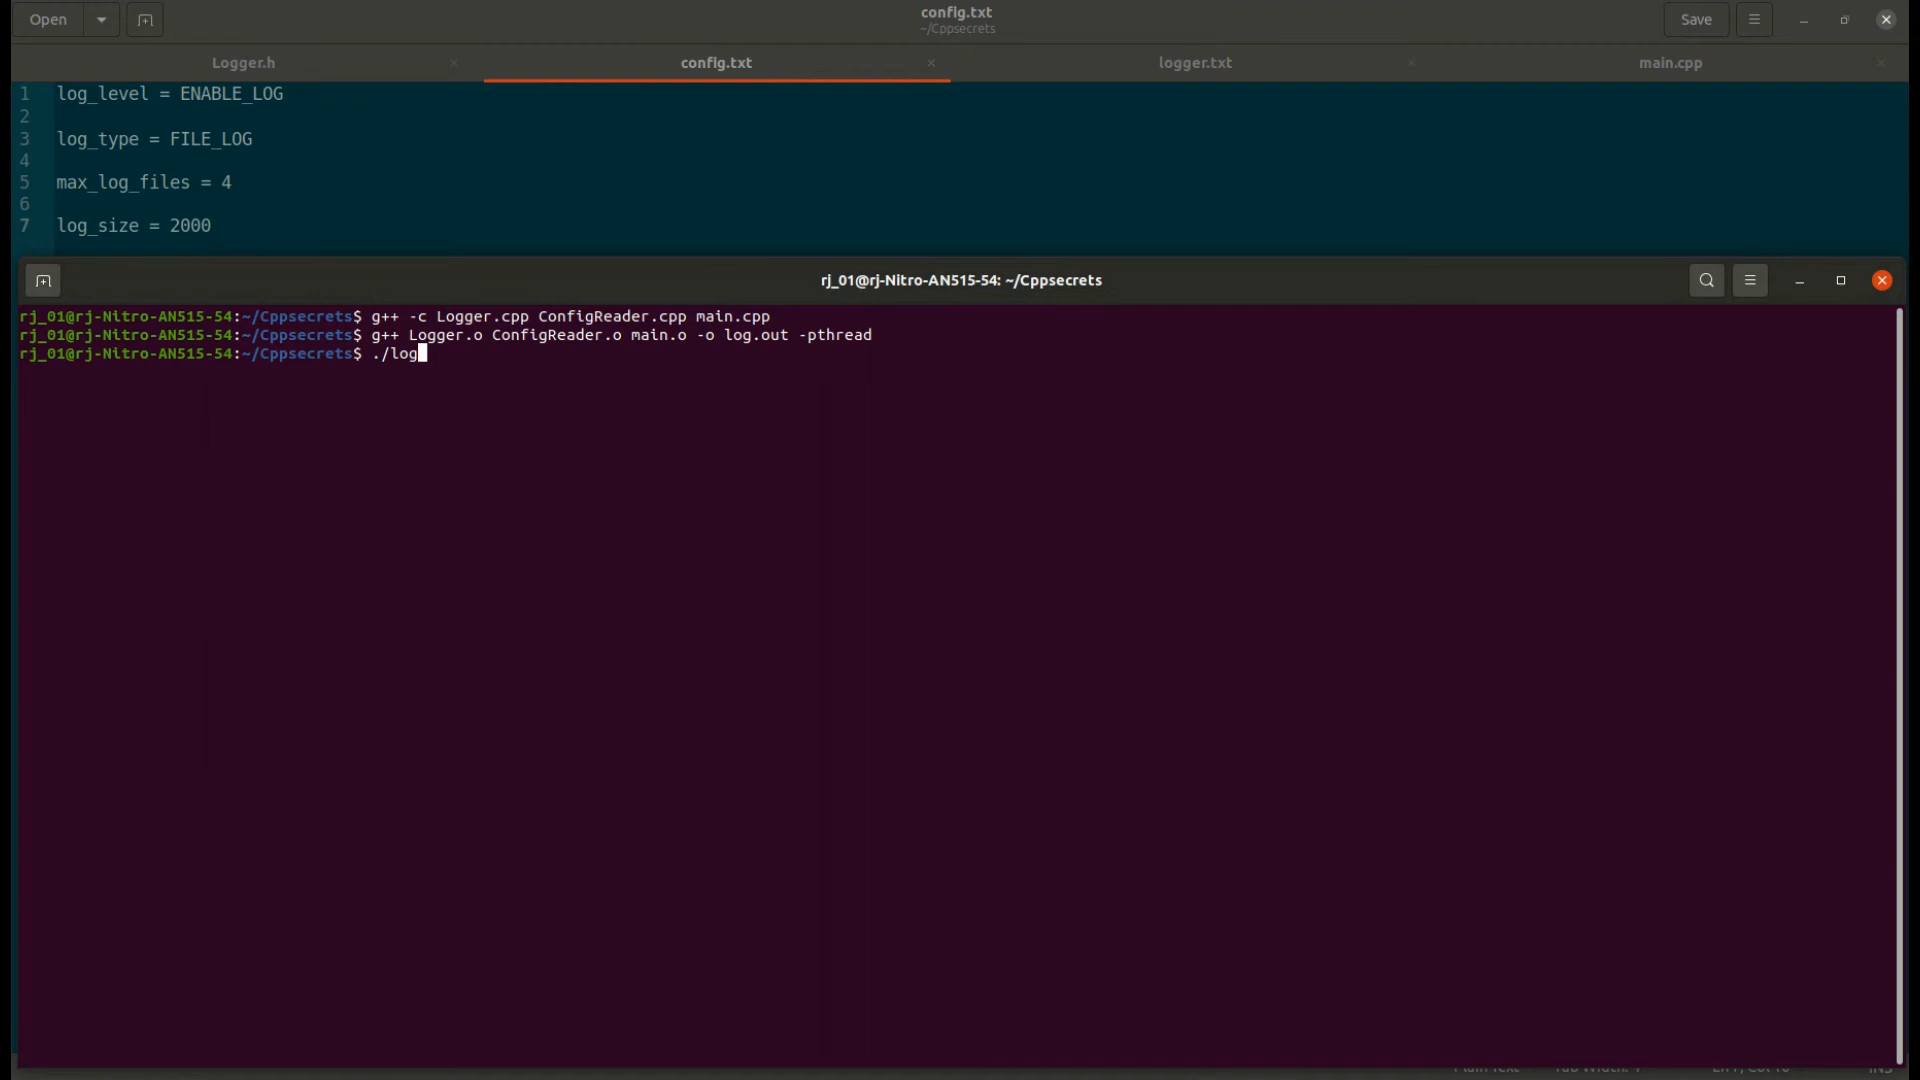 Open
config.txt
~/Cppsecrets
Save
Logger.h
config.txt
logger.txt
main.cpp
1 log_level = ENABLE_LOG
2
3 log_type = FILE_LOG
4
5 max_log_files = 4
6
7 log_size = 2000
rj_01@rj-Nitro-AN515-54: ~/Cppsecrets
rj_01@rj-Nitro-AN515-54:~/Cppsecrets$ g++ -c Logger.cpp ConfigReader.cpp main.cpp
rj_01@rj-Nitro-AN515-54:~/Cppsecrets$ g++ Logger.o ConfigReader.o main.o -o log.out -pthread
rj_01@rj-Nitro-AN515-54:~/Cppsecrets$ ./log